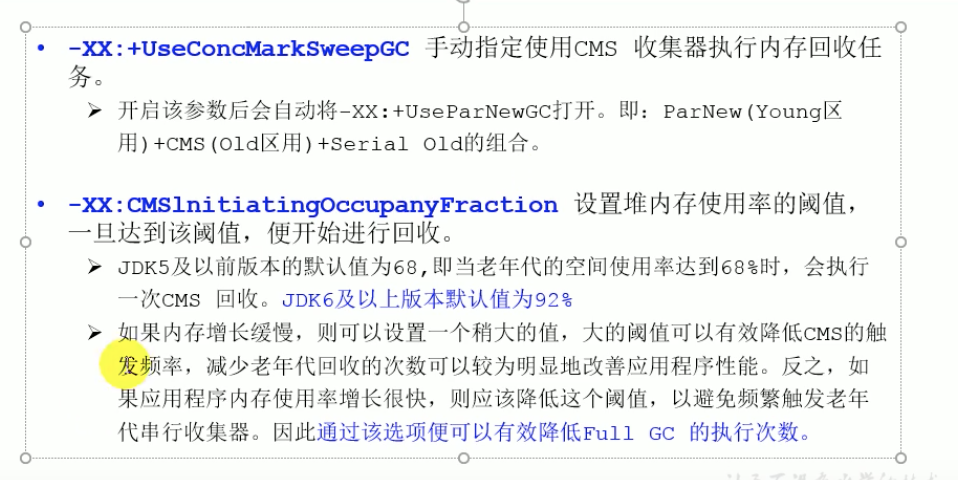 • -XX:+UseConcMarkSweepGC 手动指定使用CMS 收集器执行内存回收任
务。
➢ 开启该参数后会自动将-XX:+UseParNewGC打开。即：ParNew(Young区
用)+CMS(Old区用)+Serial Old的组合。
• -XX:CMSlnitiatingOccupanyFraction 设置堆内存使用率的阈值，
一旦达到该阈值，便开始进行回收。
➢ JDK5及以前版本的默认值为68,即当老年代的空间使用率达到68%时，会执行
一次CMS 回收。JDK6及以上版本默认值为92%
➢ 如果内存增长缓慢，则可以设置一个稍大的值，大的阈值可以有效降低CMS的触
发频率，减少老年代回收的次数可以较为明显地改善应用程序性能。反之，如
果应用程序内存使用率增长很快，则应该降低这个阈值，以避免频繁触发老年
代串行收集器。因此通过该选项便可以有效降低Full GC 的执行次数。